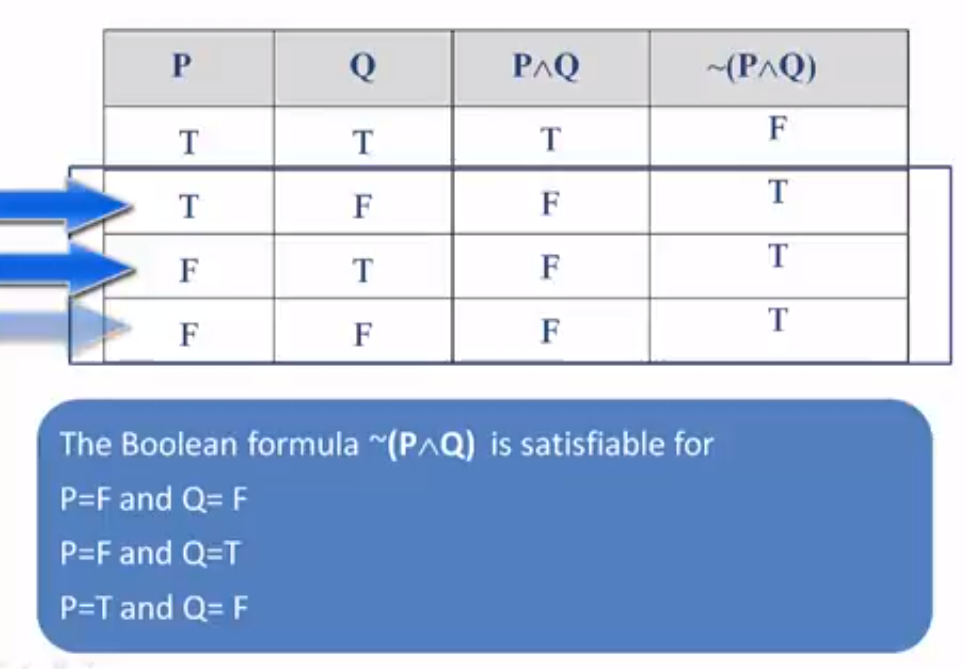 P Q P∧Q ~(P∧Q)
T T T F
T F F T
F T F T
F F F T
The Boolean formula ~(P∧Q) is satisfiable for
P=F and Q= F
P=F and Q=T
P=T and Q= F